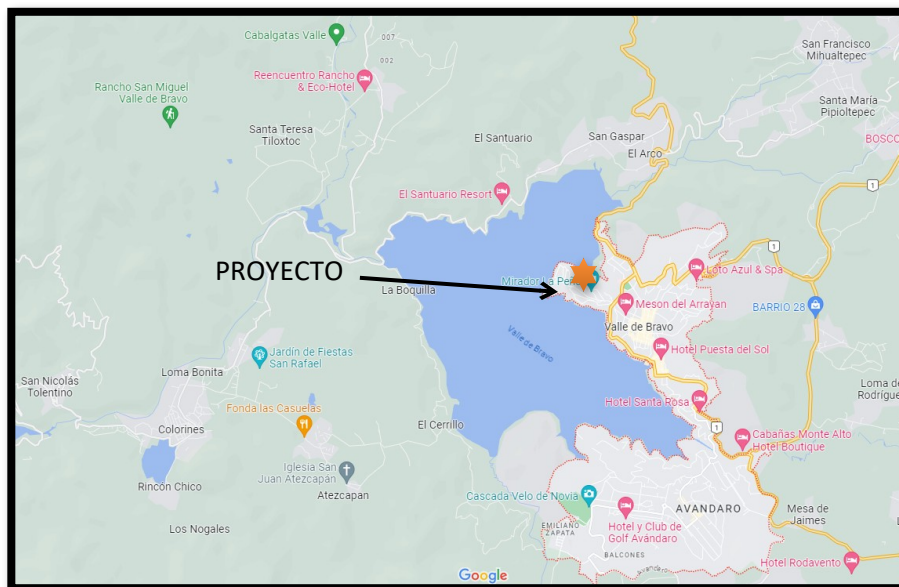 Cabalgatas Valle
007
002
San Francisco
Mihualtepec
Reencuentro Rancho
& Eco-Hotel
Rancho San Miguel
Valle de Bravo
Santa María
Pipioltepec
Santa Teresa
Tiloxtoc
El Santuario
San Gaspar
BOSCO
El Arco
1
El Santuario Resort
1
PROYECTO
Mirador La Pe
Loto Azul & Spa
La Boquilla
Meson del Arrayan
BARRIO 28
Valle de Bravo
Valle de Bravo
Hotel Puesta del Sol
Jardín de Fiestas
San Rafael
Loma Bonita
San Nicolás
Tolentino
Loma de
Rodrígue
Hotel Santa Rosa
Fonda las Casuelas
El Cerrillo
1
Colorines
Cabañas Monte Alto
Hotel Boutique
Iglesia San
Juan Atezcapán
Rincón Chico
Atezcapan
Cascada Velo de Novia
AVANDARO
Mesa de
Jaimes
Los Nogales
EMILIANO
ZAPATA
Hotel y Club de
Golf Avándaro
BALCONES
Hotel Rodavento
Google